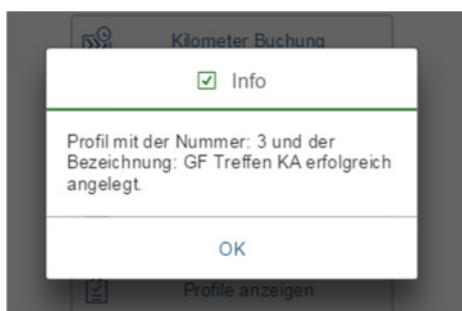 Kilometer Buchung
Info
Profil mit der Nummer: 3 und der
Bezeichnung: GF Treffen KA erfolgreich
angelegt.
OK
Profile anzeigen